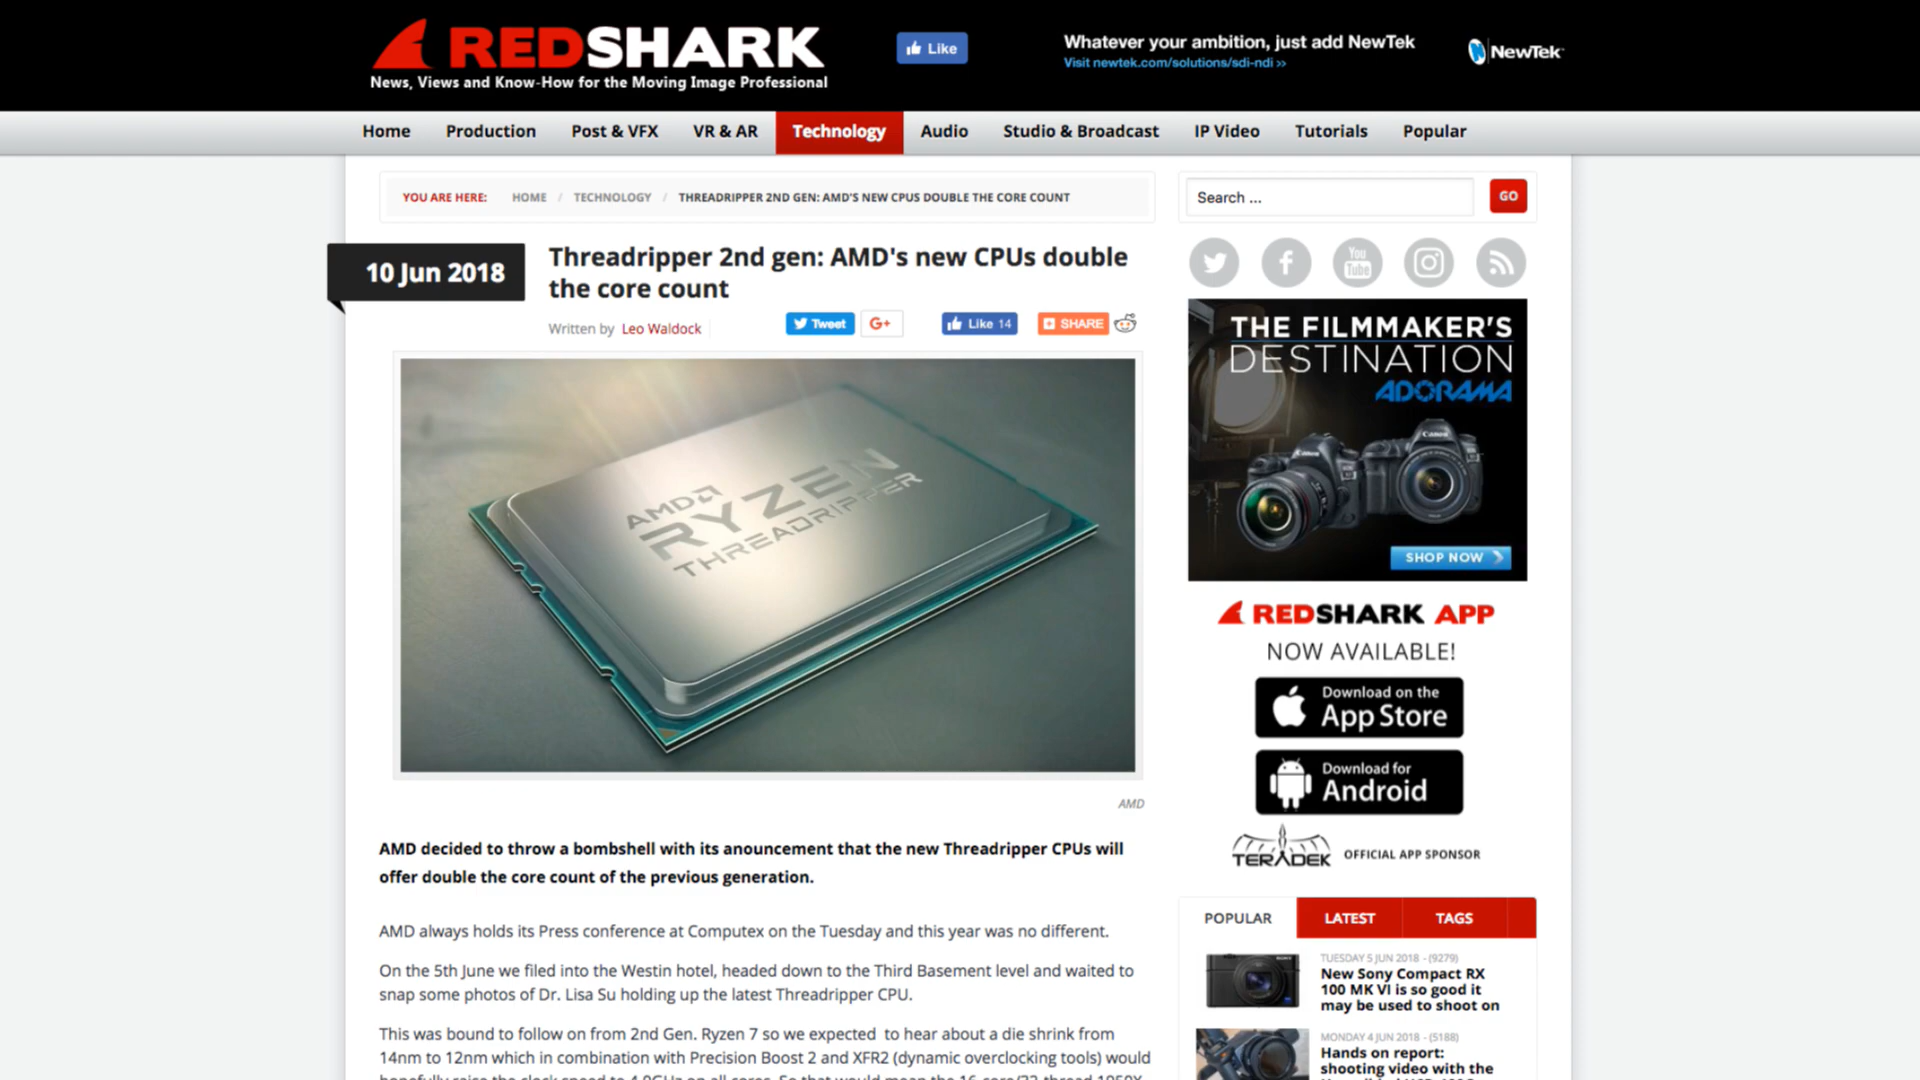 REDSHARK
News, Views and Know-How for the Moving Image Professional
Like
Whatever your ambition, just add NewTek
Visit newtek.com/solutions/sdi-ndi >>
NewTek
Home Production Post & VFX VR & AR Technology Audio Studio & Broadcast IP Video Tutorials Popular
YOU ARE HERE: HOME / TECHNOLOGY / THREADRIPPER 2ND GEN: AMD'S NEW CPUS DOUBLE THE CORE COUNT
Search ...
GO
10 Jun 2018
Threadripper 2nd gen: AMD's new CPUs double
the core count
Written by Leo Waldock
Tweet
G+
Like 14
SHARE
You
Tube
AMD
RYZEN
THREADRIPPER
AMD
AMD decided to throw a bombshell with its anouncement that the new Threadripper CPUs will
offer double the core count of the previous generation.
AMD always holds its Press conference at Computex on the Tuesday and this year was no different.
On the 5th June we filed into the Westin hotel, headed down to the Third Basement level and waited to
snap some photos of Dr. Lisa Su holding up the latest Threadripper CPU.
This was bound to follow on from 2nd Gen. Ryzen 7 so we expected to hear about a die shrink from
14nm to 12nm which in combination with Precision Boost 2 and XFR2 (dynamic overclocking tools) would
THE FILMMAKER'S
DESTINATION
ADORAMA
Canon
Canon
SHOP NOW
REDSHARK APP
NOW AVAILABLE!
Download on the
App Store
Download for
Android
TERADEK OFFICIAL APP SPONSOR
POPULAR LATEST TAGS
TUESDAY 5 JUN 2018 - (9279)
New Sony Compact RX
100 MK VI is so good it
may be used to shoot on
MONDAY 4 JUN 2018 - (5188)
Hands on report:
shooting video with the